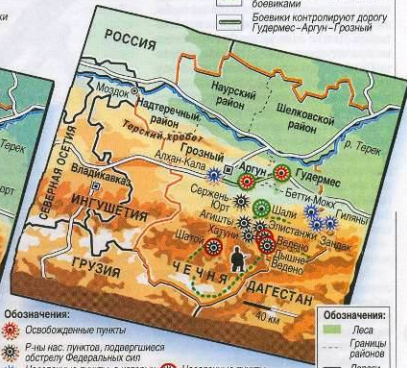 боевиками
Боевики контролируют дорогу
Гудермес-Аргун-Грозный
РОССИЯ
Моздок
Надтеречный
район
Наурский
район
Шелковской
район
Терский хребет
р. Терек
Терек
Грозный
Алхан-Кала
Аргун
Гудермес
СЕВЕРНАЯ ОСЕТИЯ
Владикавказ
ИНГУШЕТИЯ
Сержень-
Юрт
Бетти-Мохк
Шали
Гиляны
Агишты
Элистанжи
Хатуни
Зандак
Шатой
Ведено
Дышне-
Ведено
ЧЕЧНЯ
ГРУЗИЯ
ДАГЕСТАН
40 км
Обозначения:
Освобожденные пункты
Р-ны нас. пунктов, подвергшиеся
обстрелу Федеральных сил
Обозначения:
Леса
Границы
районов